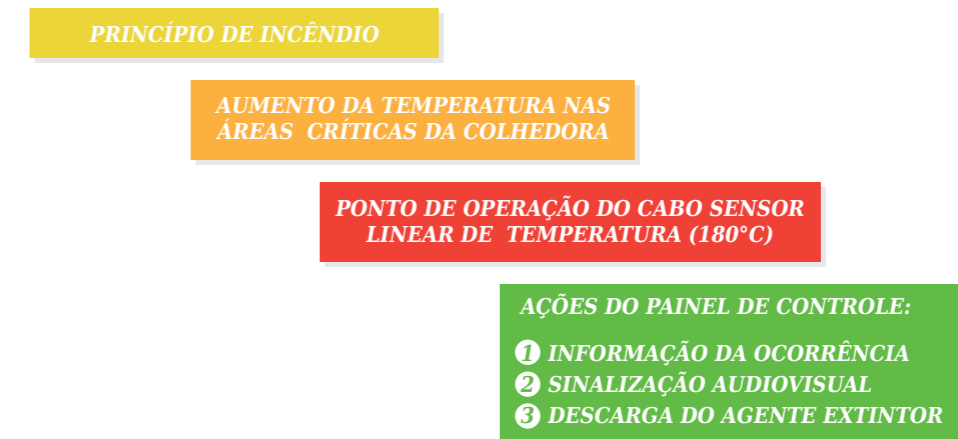 PRINCÍPIO DE INCÊNDIO
AUMENTO DA TEMPERATURA NAS
ÁREAS CRÍTICAS DA COLHEDORA
PONTO DE OPERAÇÃO DO CABO SENSOR
LINEAR DE TEMPERATURA (180°C)
AÇÕES DO PAINEL DE CONTROLE:
1 INFORMAÇÃO DA OCORRÊNCIA
2 SINALIZAÇÃO AUDIOVISUAL
3 DESCARGA DO AGENTE EXTINTOR